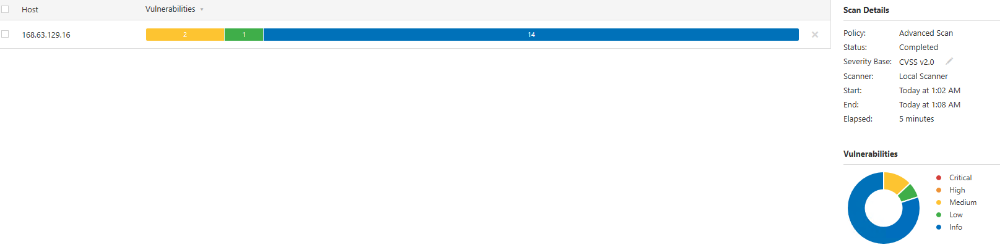 Host Vulnerabilities
168.63.129.16 2 1 14
Scan Details
Policy: Advanced Scan
Status: Completed
Severity Base: CVSS v2.0
Scanner: Local Scanner
Start: Today at 1:02 AM
End: Today at 1:08 AM
Elapsed: 5 minutes
Vulnerabilities
Critical
High
Medium
Low
Info